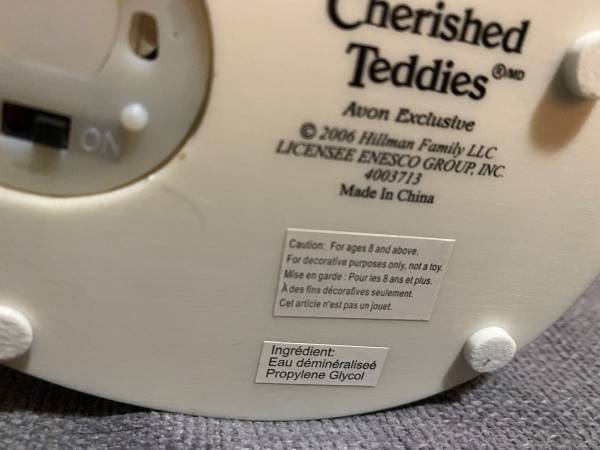 Cherished
Teddies ®MD
Avon Exclusive
© 2006 Hillman Family LLC
LICENSEE ENESCO GROUP, INC.
4003713
Made In China
ON
Caution: For ages 8 and above.
For decorative purposes only, not a toy.
Mise en garde : Pour les 8 ans et plus.
À des fins décoratives seulement.
Cet article n'est pas un jouet.
Ingrédient:
Eau déminéraliseé
Propylene Glycol